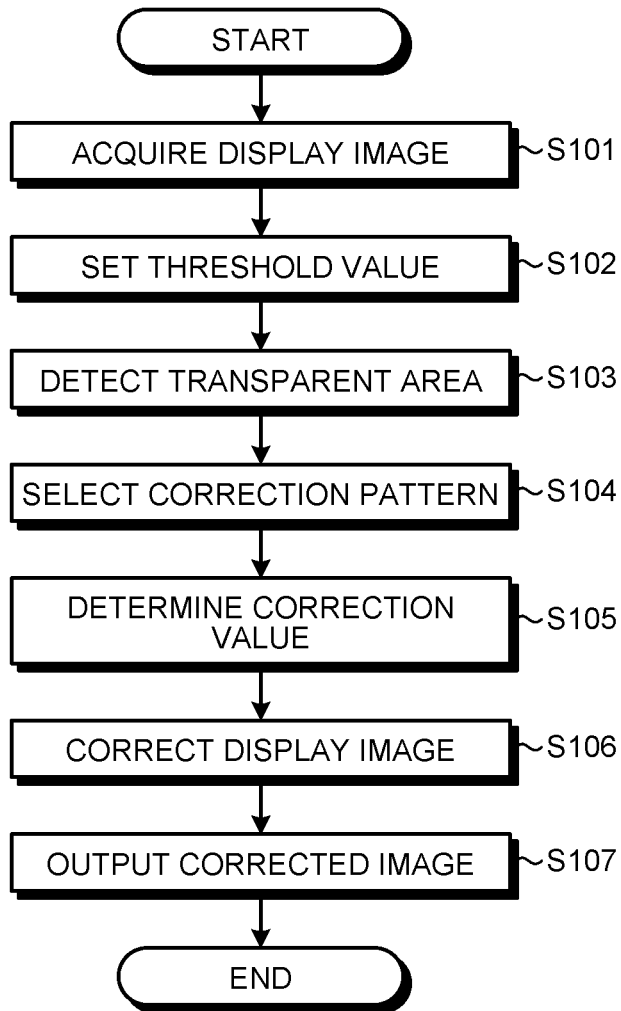 START
ACQUIRE DISPLAY IMAGE
S101
SET THRESHOLD VALUE
S102
DETECT TRANSPARENT AREA
S103
SELECT CORRECTION PATTERN
S104
DETERMINE CORRECTION
VALUE
S105
CORRECT DISPLAY IMAGE
S106
OUTPUT CORRECTED IMAGE
S107
END